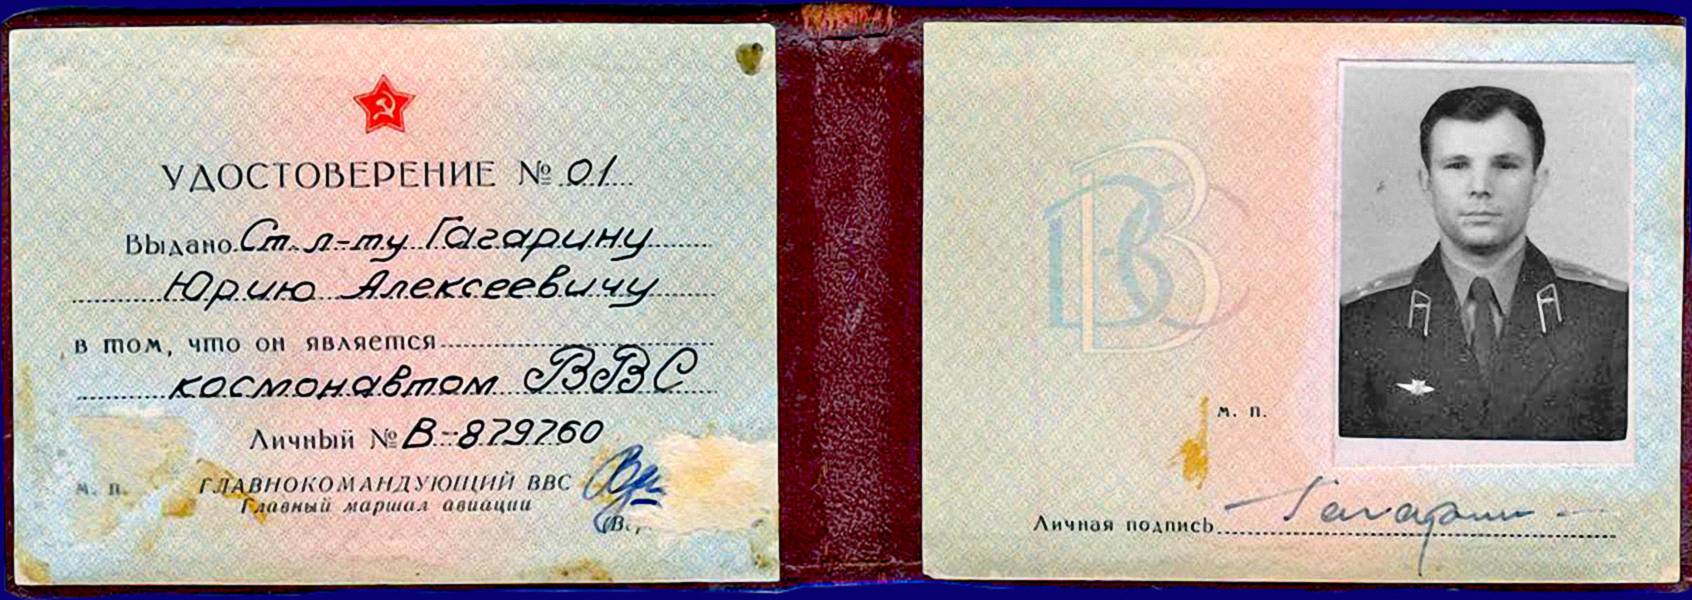 УДОСТОВЕРЕНИЕ № 01
Выдано Ст. л-ту Гагарину
Юрию Алексеевичу
в том, что он является
космонавтом ВВС
Личный № В-879760
м. п. ГЛАВНОКОМАНДУЮЩИЙ ВВС
Главный маршал авиации
ВВС
м. п.
Личная подпись Гагарин